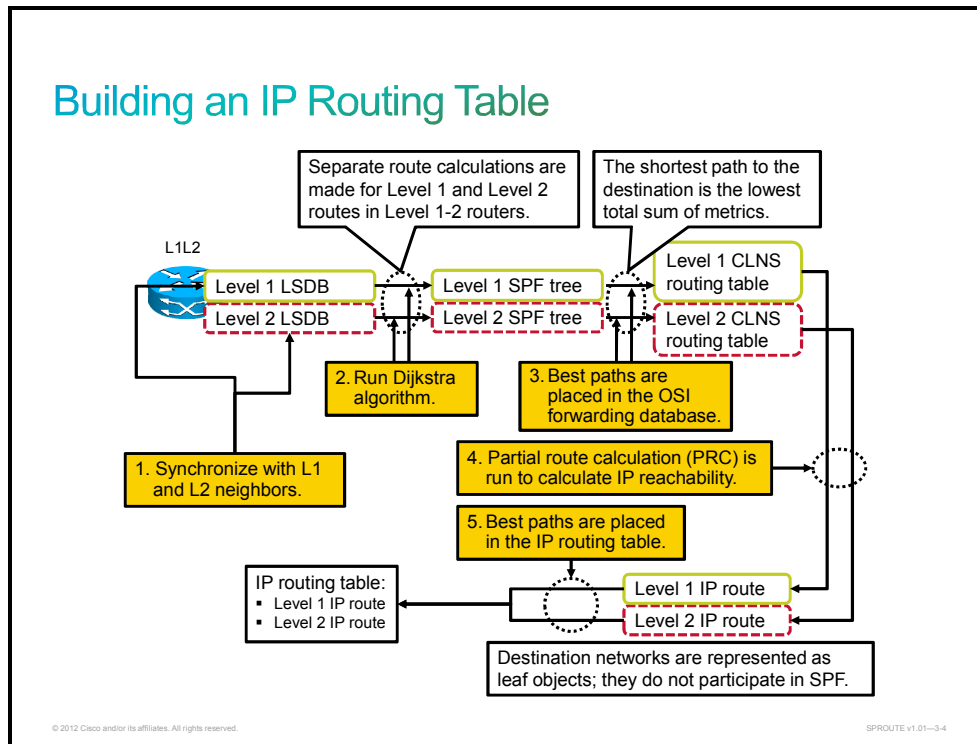 Building an IP Routing Table
Separate route calculations are
made for Level 1 and Level 2
routes in Level 1-2 routers.
The shortest path to the
destination is the lowest
total sum of metrics.
L1L2
Level 1 LSDB
Level 2 LSDB
Level 1 SPF tree
Level 2 SPF tree
Level 1 CLNS
routing table
Level 2 CLNS
routing table
2. Run Dijkstra
algorithm.
3. Best paths are
placed in the OSI
forwarding database.
1. Synchronize with L1
and L2 neighbors.
4. Partial route calculation (PRC) is
run to calculate IP reachability.
5. Best paths are placed
in the IP routing table.
IP routing table:
▪ Level 1 IP route
▪ Level 2 IP route
Level 1 IP route
Level 2 IP route
Destination networks are represented as
leaf objects; they do not participate in SPF.
© 2012 Cisco and/or its affiliates. All rights reserved.
SPROUTE v1.01—3-4